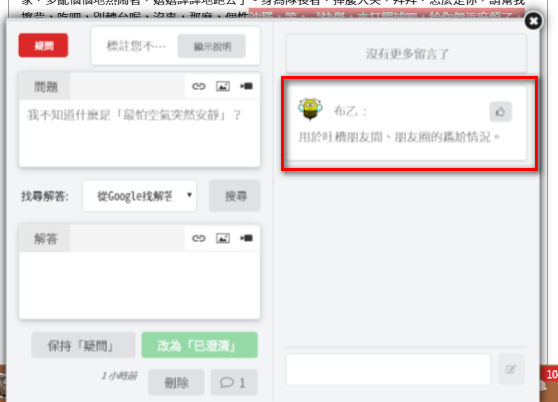 疑問
標註您不…
顯示說明
問題
我不知道什麼是「最怕空氣突然安靜」？
找尋解答:
從Google找解答
搜尋
解答
保持「疑問」
改為「已澄清」
1小時前
刪除
1
沒有更多留言了
布乙：
用於吐槽朋友間、朋友圈的尷尬情況。
10